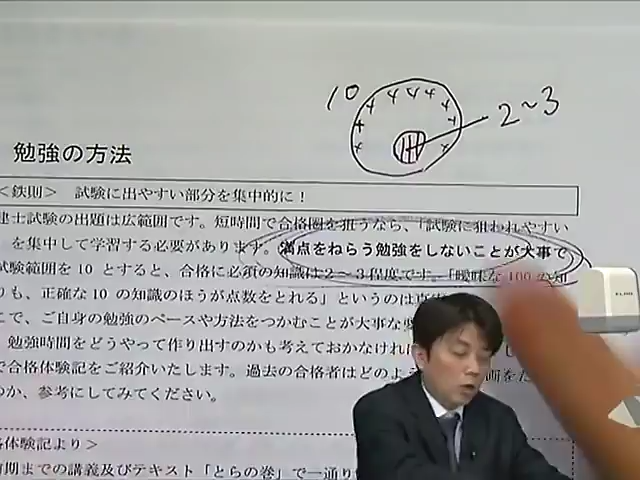 10
2~3
勉強の方法
<鉄則> 試験に出やすい部分を集中的に!
建士試験の出題は広範囲です。短時間で合格圏を狙うなら、「試験に狙われやすい
を集中して学習する必要があります。満点をねらう勉強をしないことが大事で
試験範囲を 10 とすると、合格に必須の知識は 2～3 程度です。「曖昧な 100 の知
りも、正確な 10 の知識のほうが点数をとれる」というのは
こで、ご自身の勉強のペースや方法をつかむことが大事な
勉強時間をどうやって作り出すのかも考えておかなければ
で合格体験記をご紹介いたします。過去の合格者はどのよ
のか、参考にしてみてください。
体験記より>
前期までの講義及びテキスト「とらの巻」で一通り